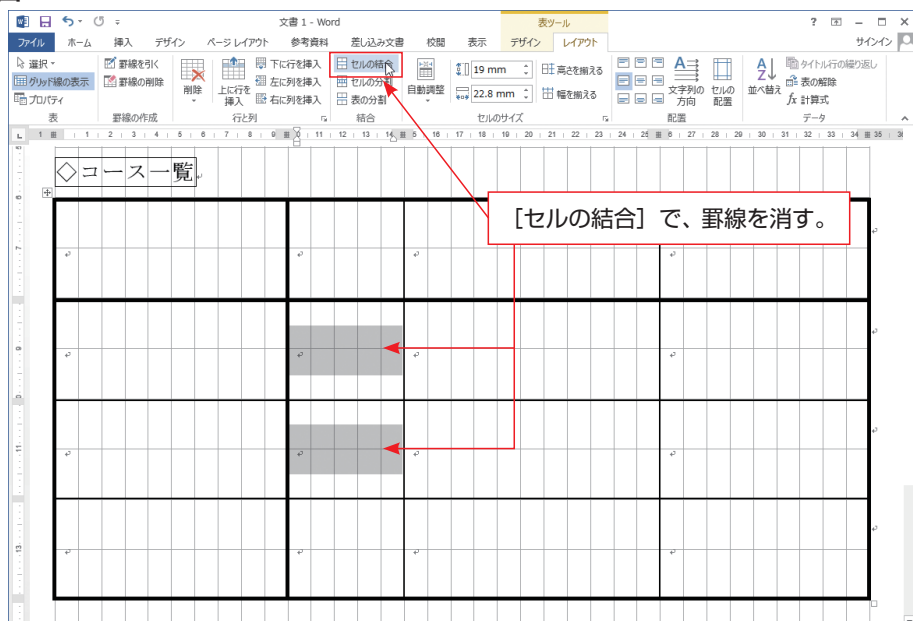 文書 1 - Word
表ツール
ファイル ホーム 挿入 デザイン ページ レイアウト 参考資料 差し込み文書 校閲 表示 デザイン レイアウト サインイン
選択
グリッド線の表示
プロパティ
表
罫線を引く
罫線の削除
罫線の作成
削除
上に行を
挿入
下に行を挿入
左に列を挿入
右に列を挿入
行と列
セルの結合
セルの分割
表の分割
結合
自動調整
19 mm
22.8 mm
高さを揃える
幅を揃える
セルのサイズ
文字列の
方向
セルの
配置
配置
並べ替え
タイトル行の繰り返し
表の解除
fx 計算式
データ
◇コース一覧
［セルの結合］で、罫線を消す。